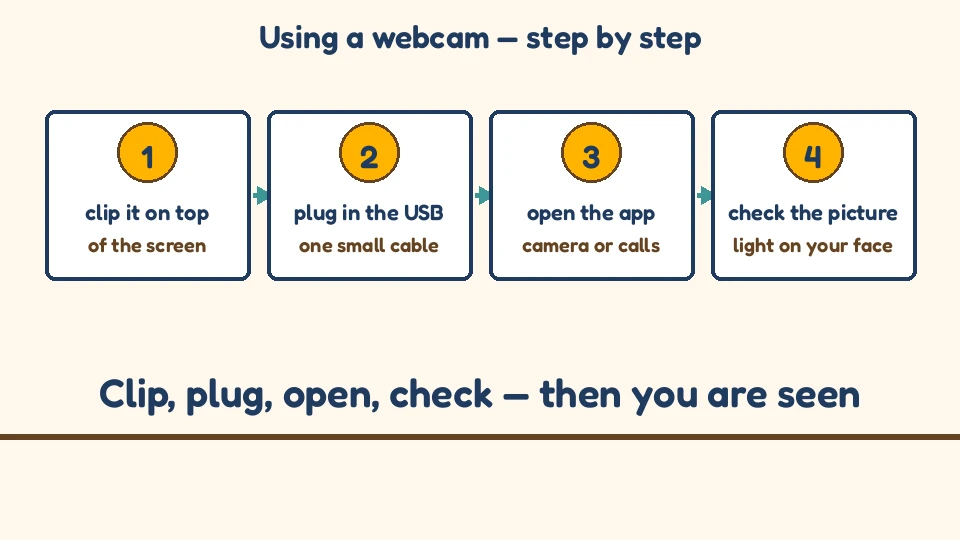 Using a webcam — step by step
1
clip it on top
of the screen
2
plug in the USB
one small cable
3
open the app
camera or calls
4
check the picture
light on your face
Clip, plug, open, check — then you are seen